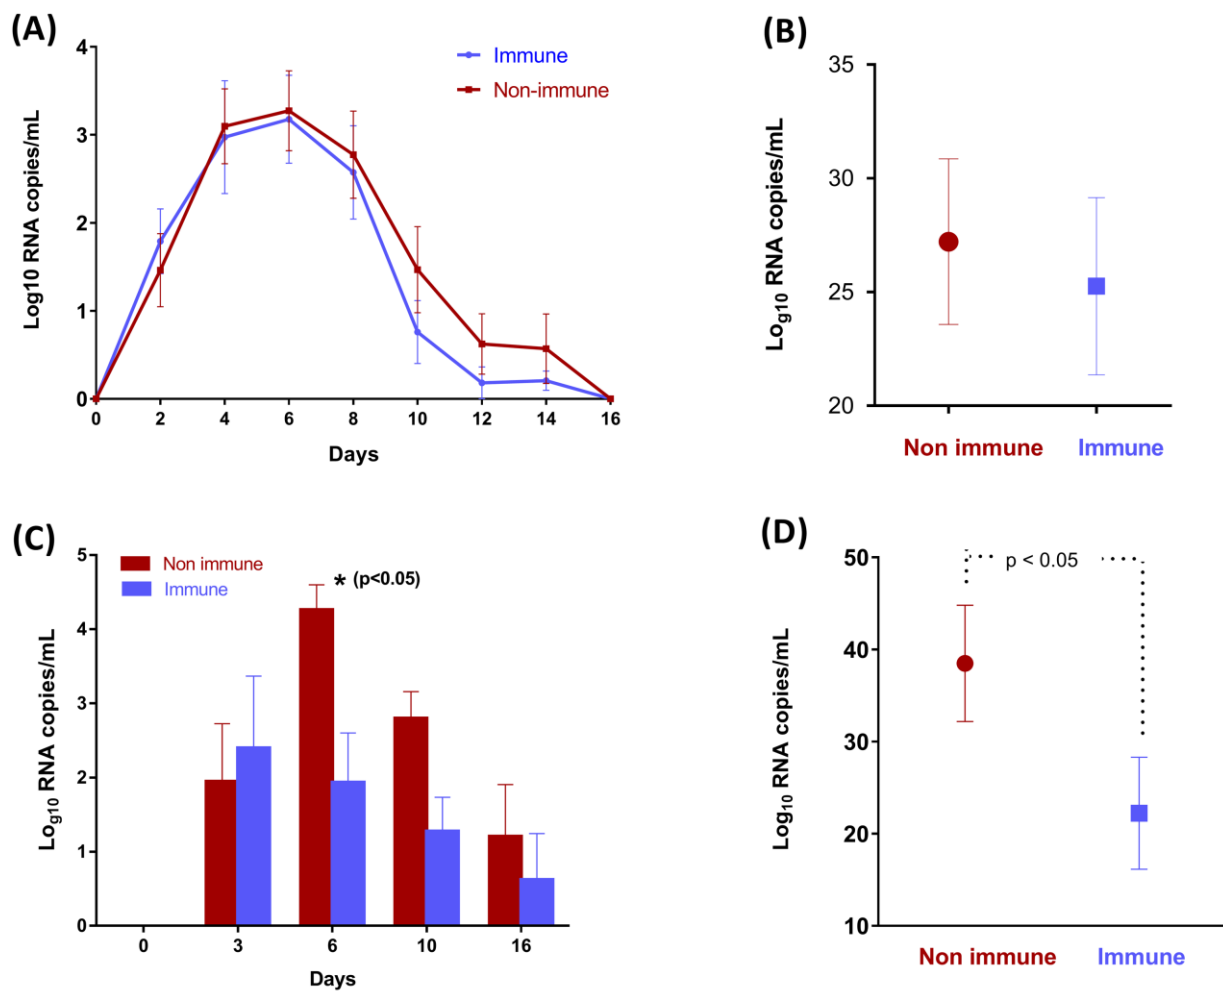 (A)
Immune
Non-immune
Log10 RNA copies/mL
4
3
2
1
0
0 2 4 6 8 10 12 14 16
Days
(B)
Log10 RNA copies/mL
35
30
25
20
Non immune Immune
(C)
Non immune
Immune
* (p<0.05)
Log10 RNA copies/mL
5
4
3
2
1
0
0 3 6 10 16
Days
(D)
p < 0.05
Log10 RNA copies/mL
50
40
30
20
10
Non immune Immune